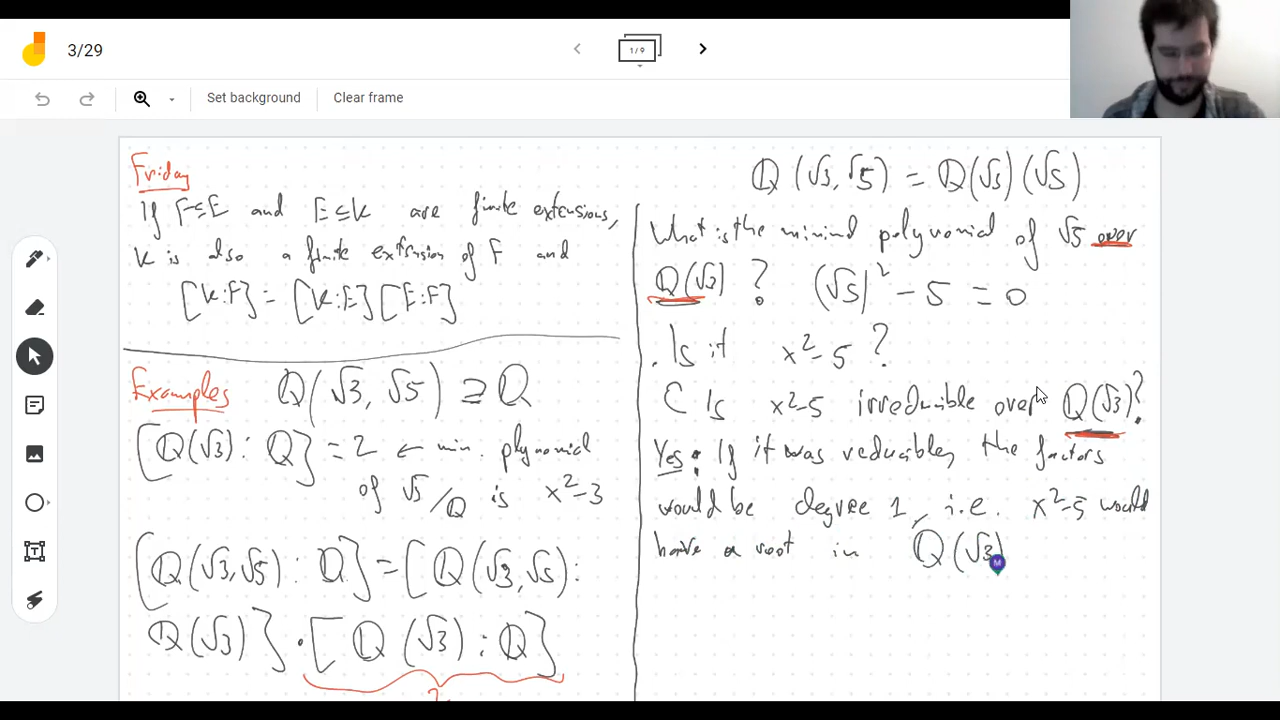 3/29
1/9
Set background
Clear frame
Friday
If F≤E and E≤K are finite extensions,
K is also a finite extension of F and
[K:F] = [K:E][E:F]
Examples
Q(√3, √5) ⊇ Q
[Q(√3) : Q] = 2 ← min. plynomial
of √3/Q is x²-3
[Q(√3,√5) : Q] = [Q(√3,√5) :
Q(√3)] · [Q(√3) : Q]
Q(√3, √5) = Q(√3)(√5)
What is the minimal polynomial of √5 over
Q(√3) ? (√5)² - 5 = 0
. Is it x²-5 ?
Is x²-5 irreducible over Q(√3)?
Yes: If it was reducible, the factors
would be degree 1, i.e. x²-5 would
have a root in Q(√3)
M